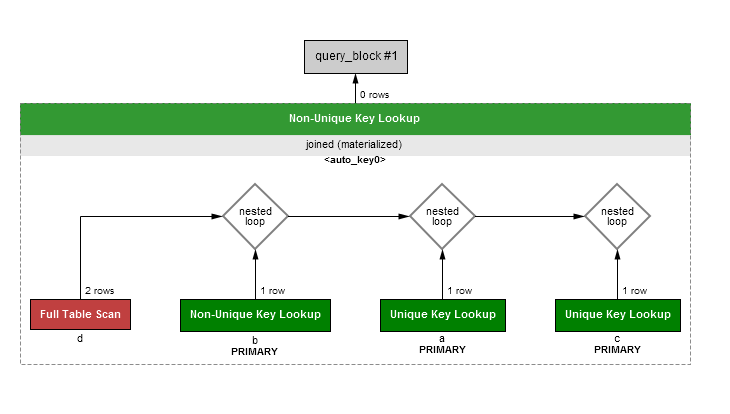 query_block #1
0 rows
Non-Unique Key Lookup
joined (materialized)
<auto_key0>
nested
loop
nested
loop
nested
loop
2 rows
1 row
1 row
1 row
Full Table Scan
Non-Unique Key Lookup
Unique Key Lookup
Unique Key Lookup
d
b
a
c
PRIMARY
PRIMARY
PRIMARY